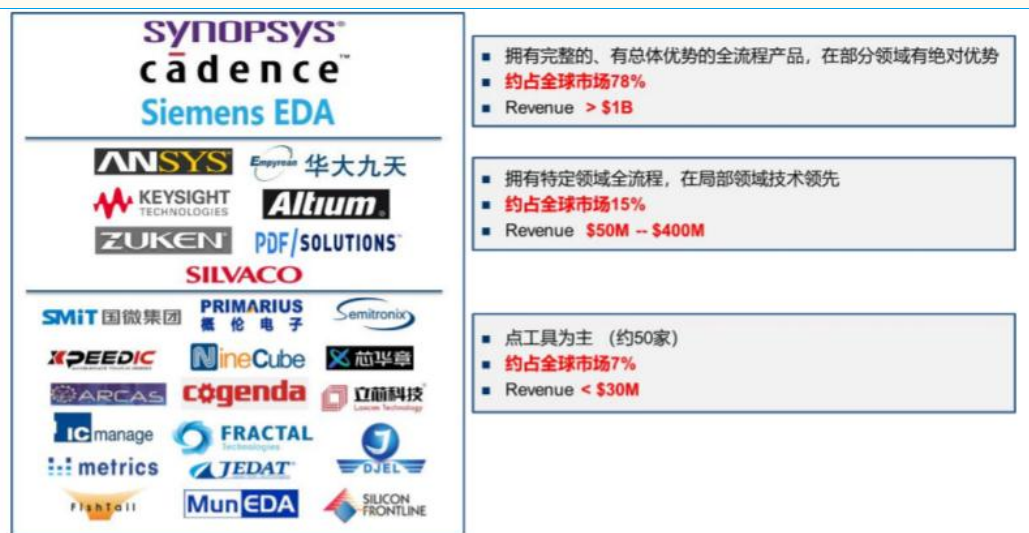 SYNOPSYS®
cādence™
Siemens EDA
■ 拥有完整的、有总体优势的全流程产品，在部分领域有绝对优势
■ 约占全球市场78%
■ Revenue > $1B
ANSYS Empyrean 华大九天
KEYSIGHT TECHNOLOGIES Altium.
ZUKEN PDF/SOLUTIONS
SILVACO
■ 拥有特定领域全流程，在局部领域技术领先
■ 约占全球市场15%
■ Revenue $50M -- $400M
SMiT 国微集团 PRIMARIUS 概伦电子 Semitronix
XPEEDIC NineCube 芯华章
ARCAS cogenda 立芯科技 Leacore Technology
IC manage FRACTAL Technologies DJEL
metrics JEDAT
FishTail MunEDA SILICON FRONTLINE
■ 点工具为主 （约50家）
■ 约占全球市场7%
■ Revenue < $30M